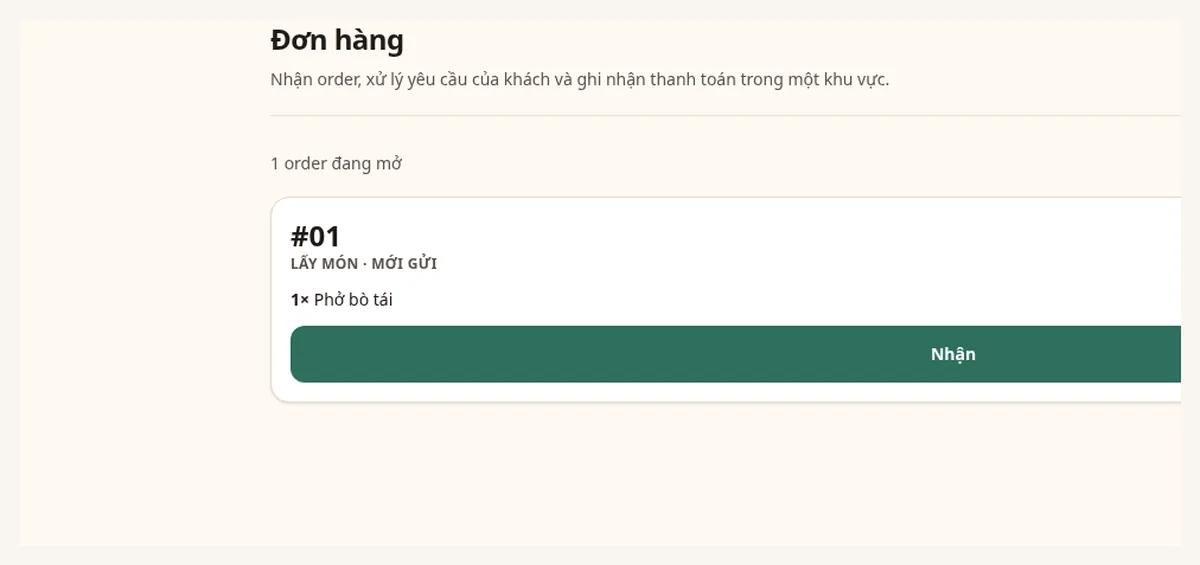 Đơn hàng
Nhận order, xử lý yêu cầu của khách và ghi nhận thanh toán trong một khu vực.
1 order đang mở
#01
LẤY MÓN · MỚI GỬI
1× Phở bò tái
Nhận